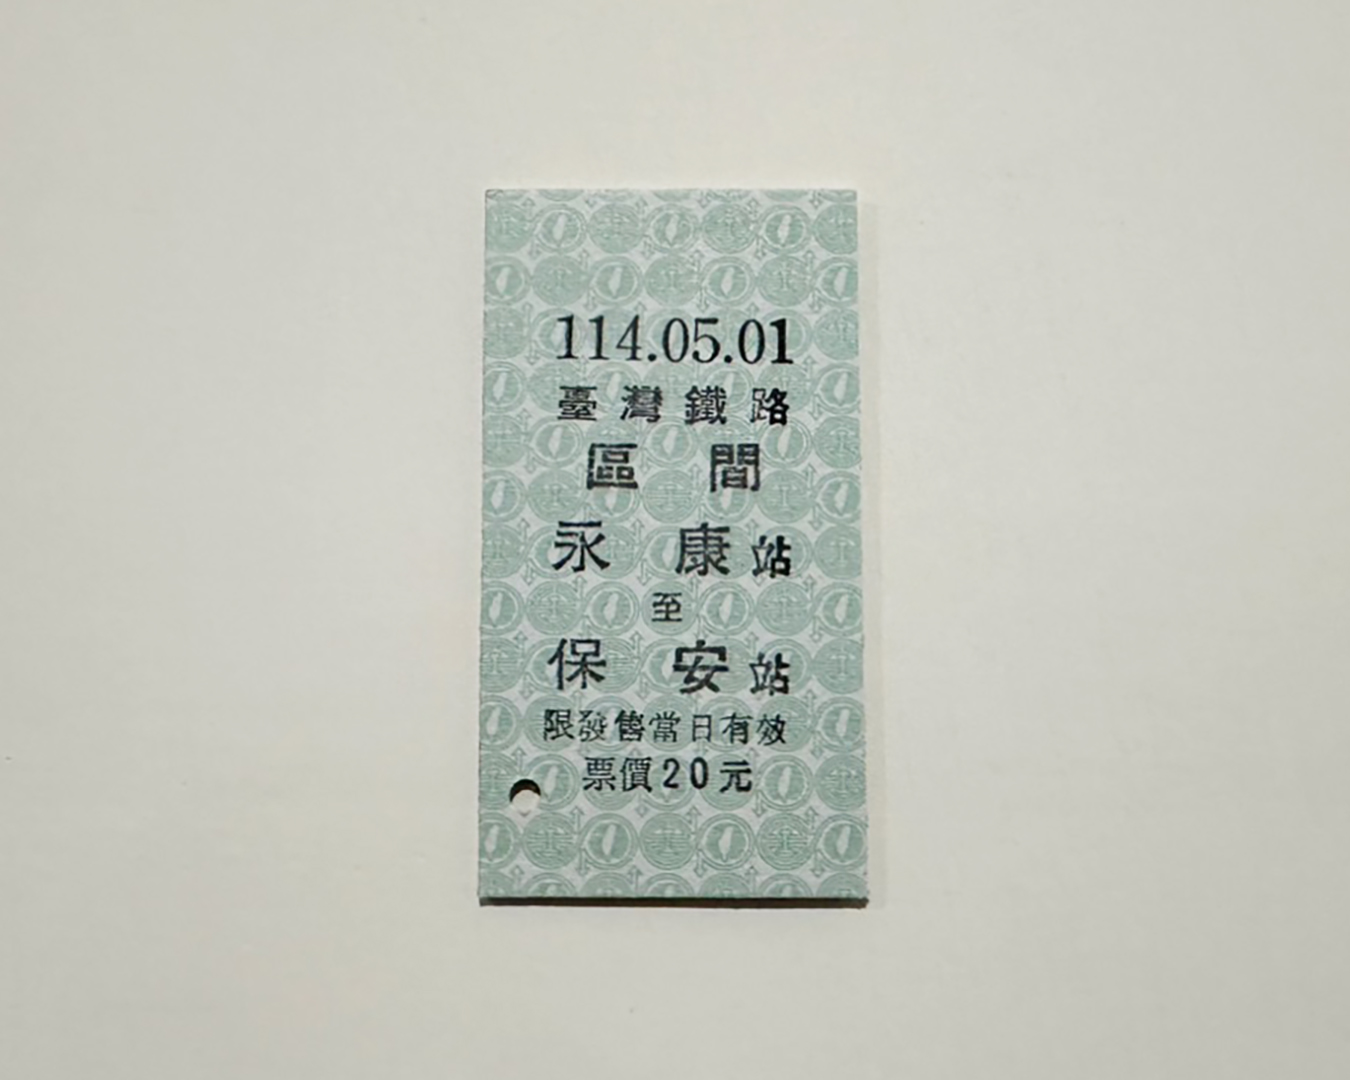 114.05.01
臺灣鐵路
區間
永康站
至
保安站
限發售當日有效
票價20元